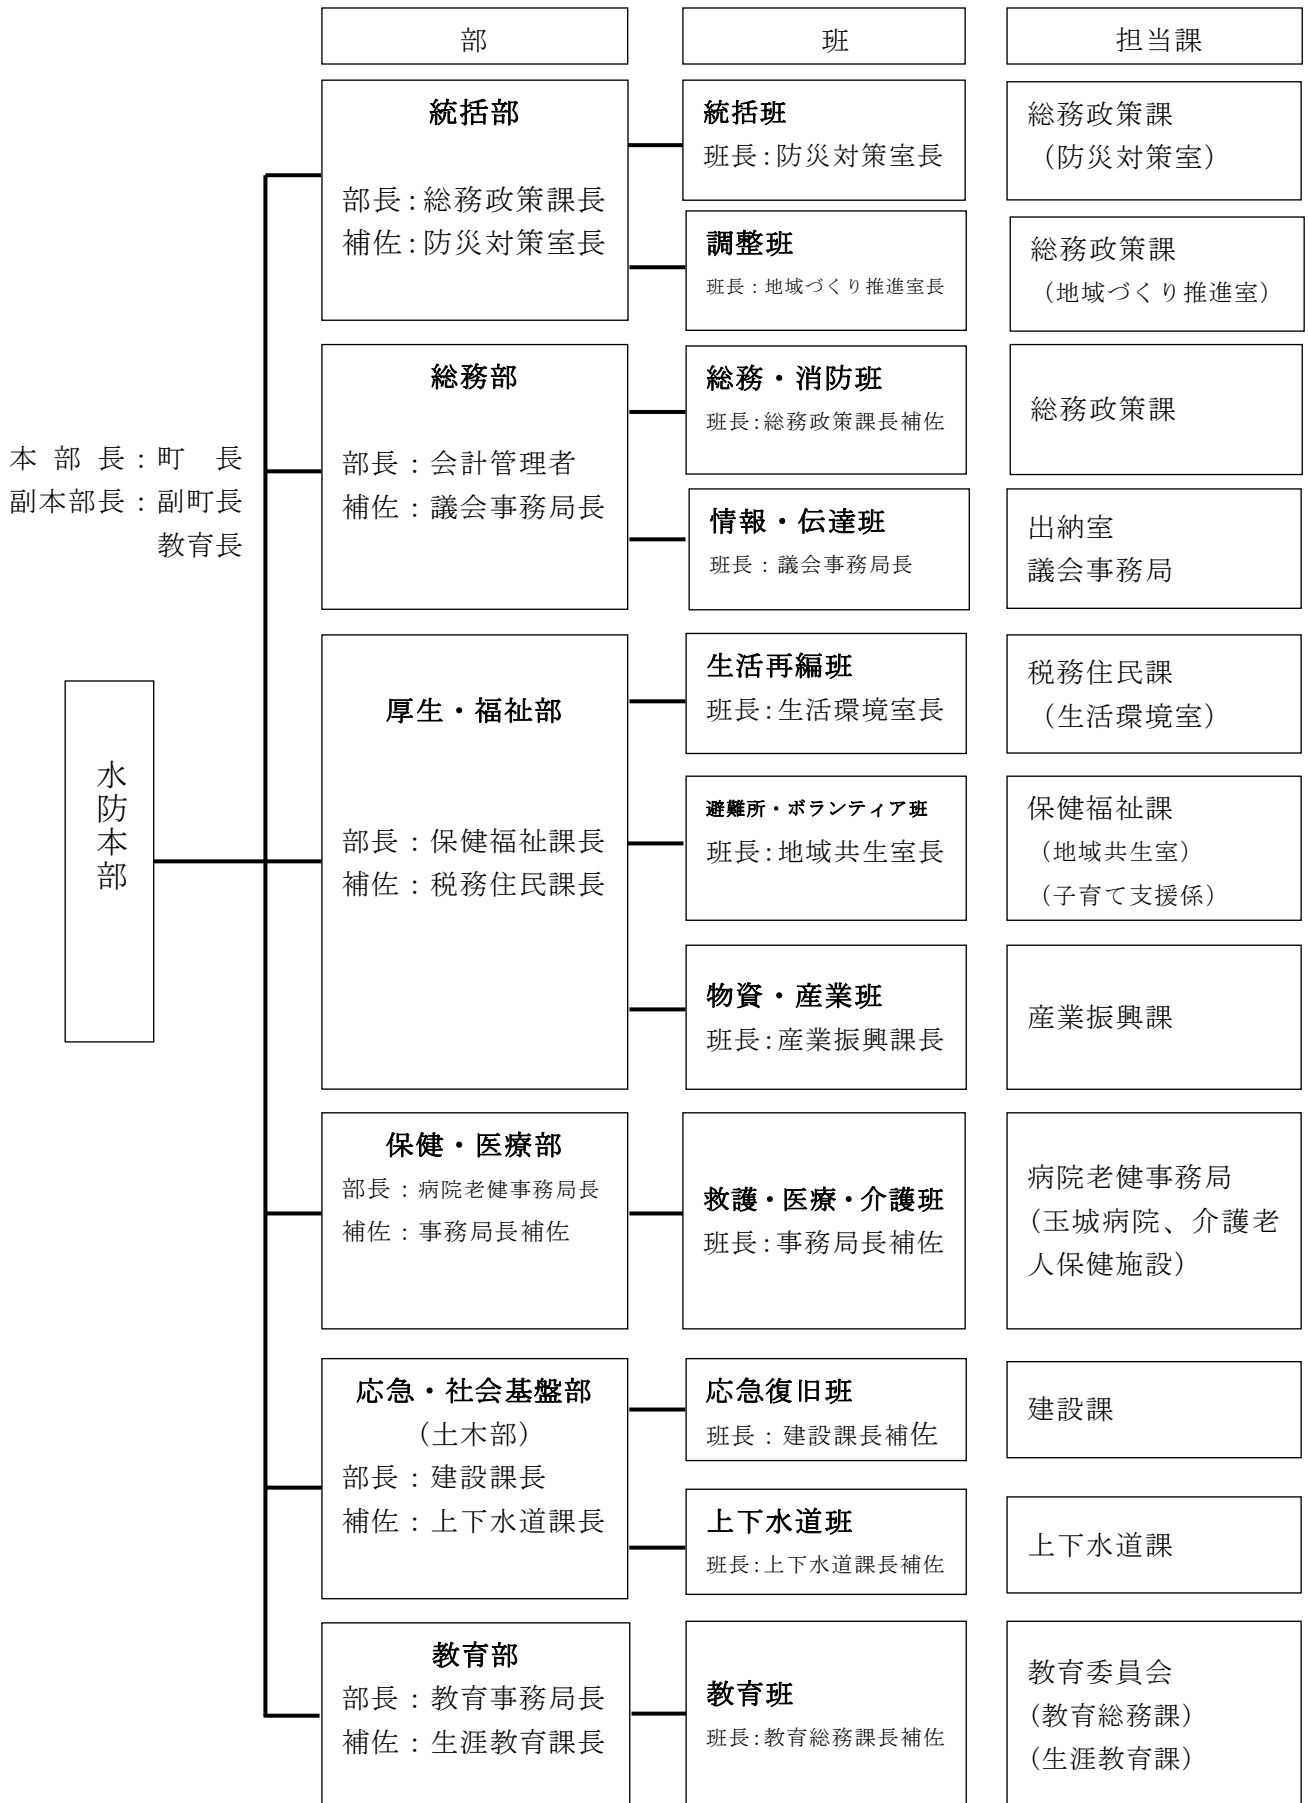 部
班
担当課
本部長：町　長
副本部長：副町長
教育長
水防本部
統括部
部長：総務政策課長
補佐：防災対策室長
統括班
班長：防災対策室長
総務政策課
（防災対策室）
調整班
班長：地域づくり推進室長
総務政策課
（地域づくり推進室）
総務部
部長：会計管理者
補佐：議会事務局長
総務・消防班
班長：総務政策課長補佐
総務政策課
情報・伝達班
班長：議会事務局長
出納室
議会事務局
厚生・福祉部
部長：保健福祉課長
補佐：税務住民課長
生活再編班
班長：生活環境室長
税務住民課
（生活環境室）
避難所・ボランティア班
班長：地域共生室長
保健福祉課
（地域共生室）
（子育て支援係）
物資・産業班
班長：産業振興課長
産業振興課
保健・医療部
部長：病院老健事務局長
補佐：事務局長補佐
救護・医療・介護班
班長：事務局長補佐
病院老健事務局
（玉城病院、介護老
人保健施設）
応急・社会基盤部
（土木部）
部長：建設課長
補佐：上下水道課長
応急復旧班
班長：建設課長補佐
建設課
上下水道班
班長：上下水道課長補佐
上下水道課
教育部
部長：教育事務局長
補佐：生涯教育課長
教育班
班長：教育総務課長補佐
教育委員会
（教育総務課）
（生涯教育課）